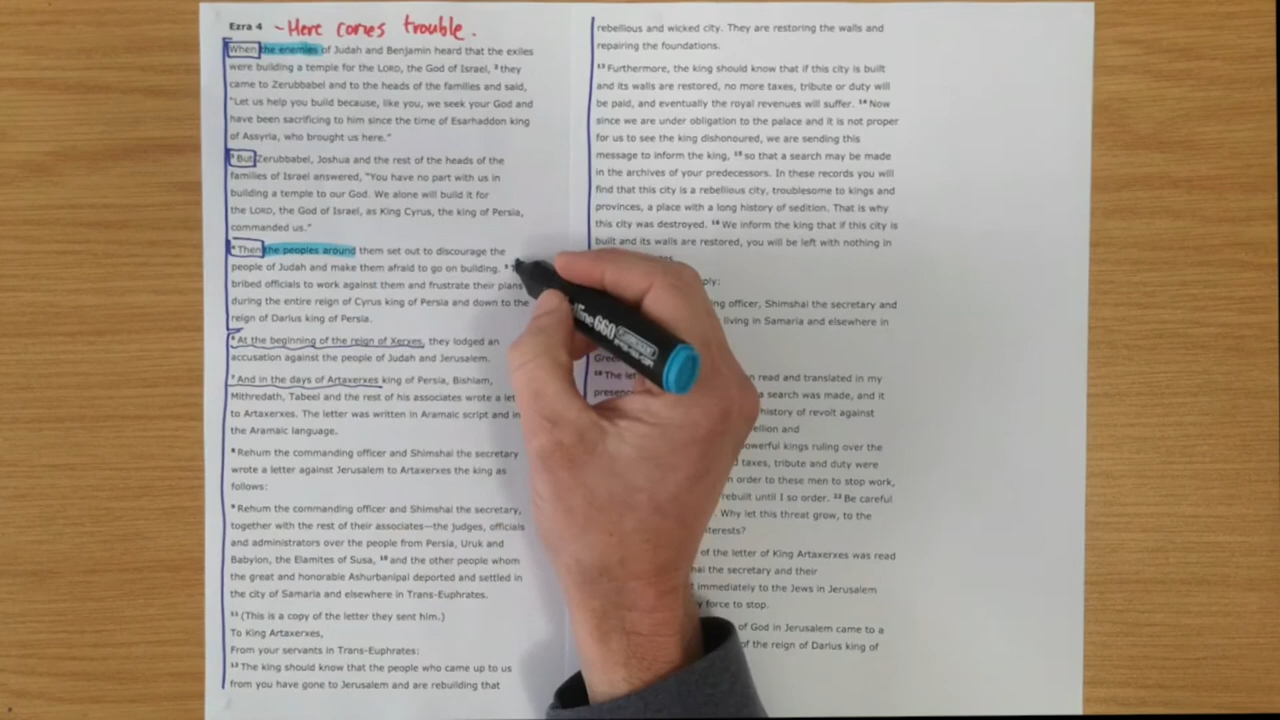 Ezra 4 -Here comes trouble.
When the enemies of Judah and Benjamin heard that the exiles
were building a temple for the LORD, the God of Israel, ² they
came to Zerubbabel and to the heads of the families and said,
"Let us help you build because, like you, we seek your God and
have been sacrificing to him since the time of Esarhaddon king
of Assyria, who brought us here."
³ But Zerubbabel, Joshua and the rest of the heads of the
families of Israel answered, "You have no part with us in
building a temple to our God. We alone will build it for
the LORD, the God of Israel, as King Cyrus, the king of Persia,
commanded us."
⁴ Then the peoples around them set out to discourage the
people of Judah and make them afraid to go on building. ⁵
bribed officials to work against them and frustrate their plans
during the entire reign of Cyrus king of Persia and down to the
reign of Darius king of Persia.
⁶ At the beginning of the reign of Xerxes, they lodged an
accusation against the people of Judah and Jerusalem.
⁷ And in the days of Artaxerxes king of Persia, Bishlam,
Mithredath, Tabeel and the rest of his associates wrote a let
to Artaxerxes. The letter was written in Aramaic script and in
the Aramaic language.
⁸ Rehum the commanding officer and Shimshai the secretary
wrote a letter against Jerusalem to Artaxerxes the king as
follows:
⁹ Rehum the commanding officer and Shimshai the secretary,
together with the rest of their associates—the judges, officials
and administrators over the people from Persia, Uruk and
Babylon, the Elamites of Susa, ¹⁰ and the other people whom
the great and honorable Ashurbanipal deported and settled in
the city of Samaria and elsewhere in Trans-Euphrates.
¹¹ (This is a copy of the letter they sent him.)
To King Artaxerxes,
From your servants in Trans-Euphrates:
¹² The king should know that the people who came up to us
from you have gone to Jerusalem and are rebuilding that
rebellious and wicked city. They are restoring the walls and
repairing the foundations.
¹³ Furthermore, the king should know that if this city is built
and its walls are restored, no more taxes, tribute or duty will
be paid, and eventually the royal revenues will suffer. ¹⁴ Now
since we are under obligation to the palace and it is not proper
for us to see the king dishonoured, we are sending this
message to inform the king, ¹⁵ so that a search may be made
in the archives of your predecessors. In these records you will
find that this city is a rebellious city, troublesome to kings and
provinces, a place with a long history of sedition. That is why
this city was destroyed. ¹⁶ We inform the king that if this city is
built and its walls are restored, you will be left with nothing in
ply:
ng officer, Shimshai the secretary and
living in Samaria and elsewhere in
Gree
¹⁸ The let n read and translated in my
presenc a search was made, and it
history of revolt against
ellion and
owerful kings ruling over the
taxes, tribute and duty were
n order to these men to stop work,
rebuilt until I so order. ²² Be careful
. Why let this threat grow, to the
nterests?
of the letter of King Artaxerxes was read
hai the secretary and their
immediately to the Jews in Jerusalem
y force to stop.
of God in Jerusalem came to a
of the reign of Darius king of
fine 660